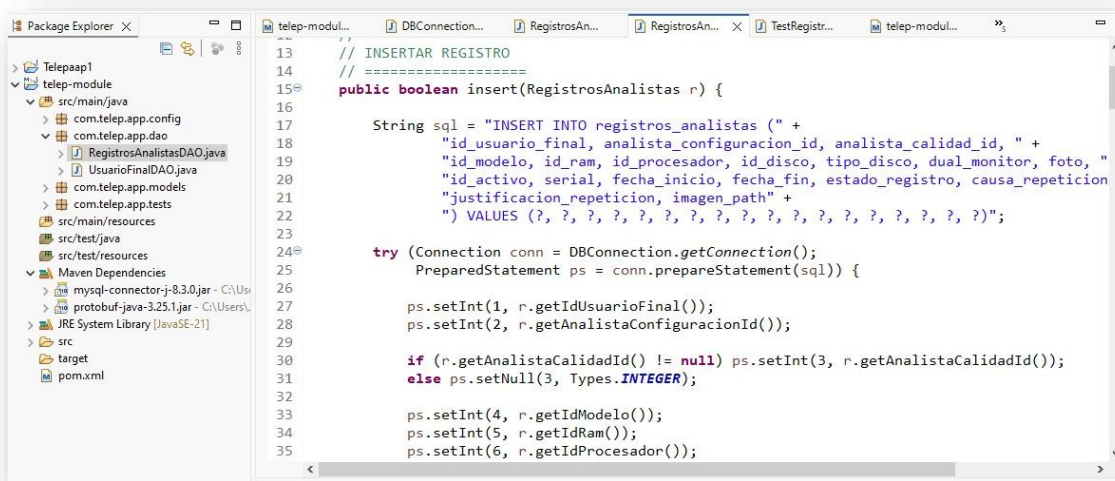 Package Explorer
Telepaap1
telep-module
src/main/java
com.telep.app.config
com.telep.app.dao
RegistrosAnalistasDAO.java
UsuarioFinalDAO.java
com.telep.app.models
com.telep.app.tests
src/main/resources
src/test/java
src/test/resources
Maven Dependencies
mysql-connector-j-8.3.0.jar - C:\Use
protobuf-java-3.25.1.jar - C:\Users\
JRE System Library [JavaSE-21]
src
target
pom.xml
telep-modul... DBConnection... RegistrosAn... RegistrosAn... TestRegistr... telep-modul... »5
12 //
13 // INSERTAR REGISTRO
14 // ===================
15 public boolean insert(RegistrosAnalistas r) {
16
17 String sql = "INSERT INTO registros_analistas (" +
18 "id_usuario_final, analista_configuracion_id, analista_calidad_id, " +
19 "id_modelo, id_ram, id_procesador, id_disco, tipo_disco, dual_monitor, foto, "
20 "id_activo, serial, fecha_inicio, fecha_fin, estado_registro, causa_repeticion
21 "justificacion_repeticion, imagen_path" +
22 ") VALUES (?, ?, ?, ?, ?, ?, ?, ?, ?, ?, ?, ?, ?, ?, ?, ?, ?, ?)";
23
24 try (Connection conn = DBConnection.getConnection();
25 PreparedStatement ps = conn.prepareStatement(sql)) {
26
27 ps.setInt(1, r.getIdUsuarioFinal());
28 ps.setInt(2, r.getAnalistaConfiguracionId());
29
30 if (r.getAnalistaCalidadId() != null) ps.setInt(3, r.getAnalistaCalidadId());
31 else ps.setNull(3, Types.INTEGER);
32
33 ps.setInt(4, r.getIdModelo());
34 ps.setInt(5, r.getIdRam());
35 ps.setInt(6, r.getIdProcesador());